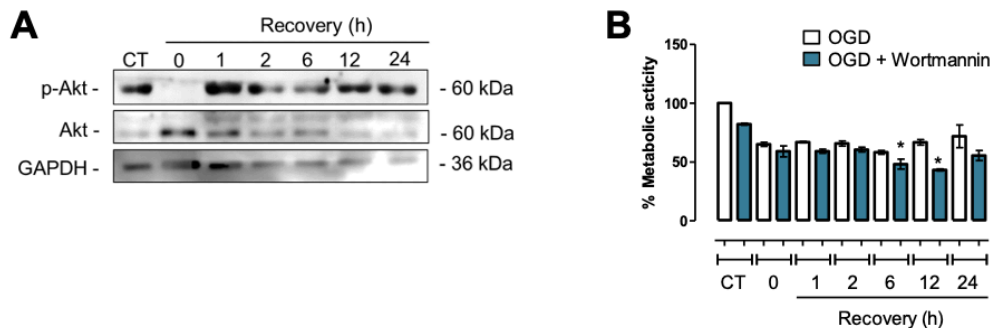 A
Recovery (h)
CT 0 1 2 6 12 24
p-Akt - - 60 kDa
Akt - - 60 kDa
GAPDH - - 36 kDa
B
OGD
OGD + Wortmannin
% Metabolic acticity
150
100
50
0
* *
CT 0 1 2 6 12 24
Recovery (h)